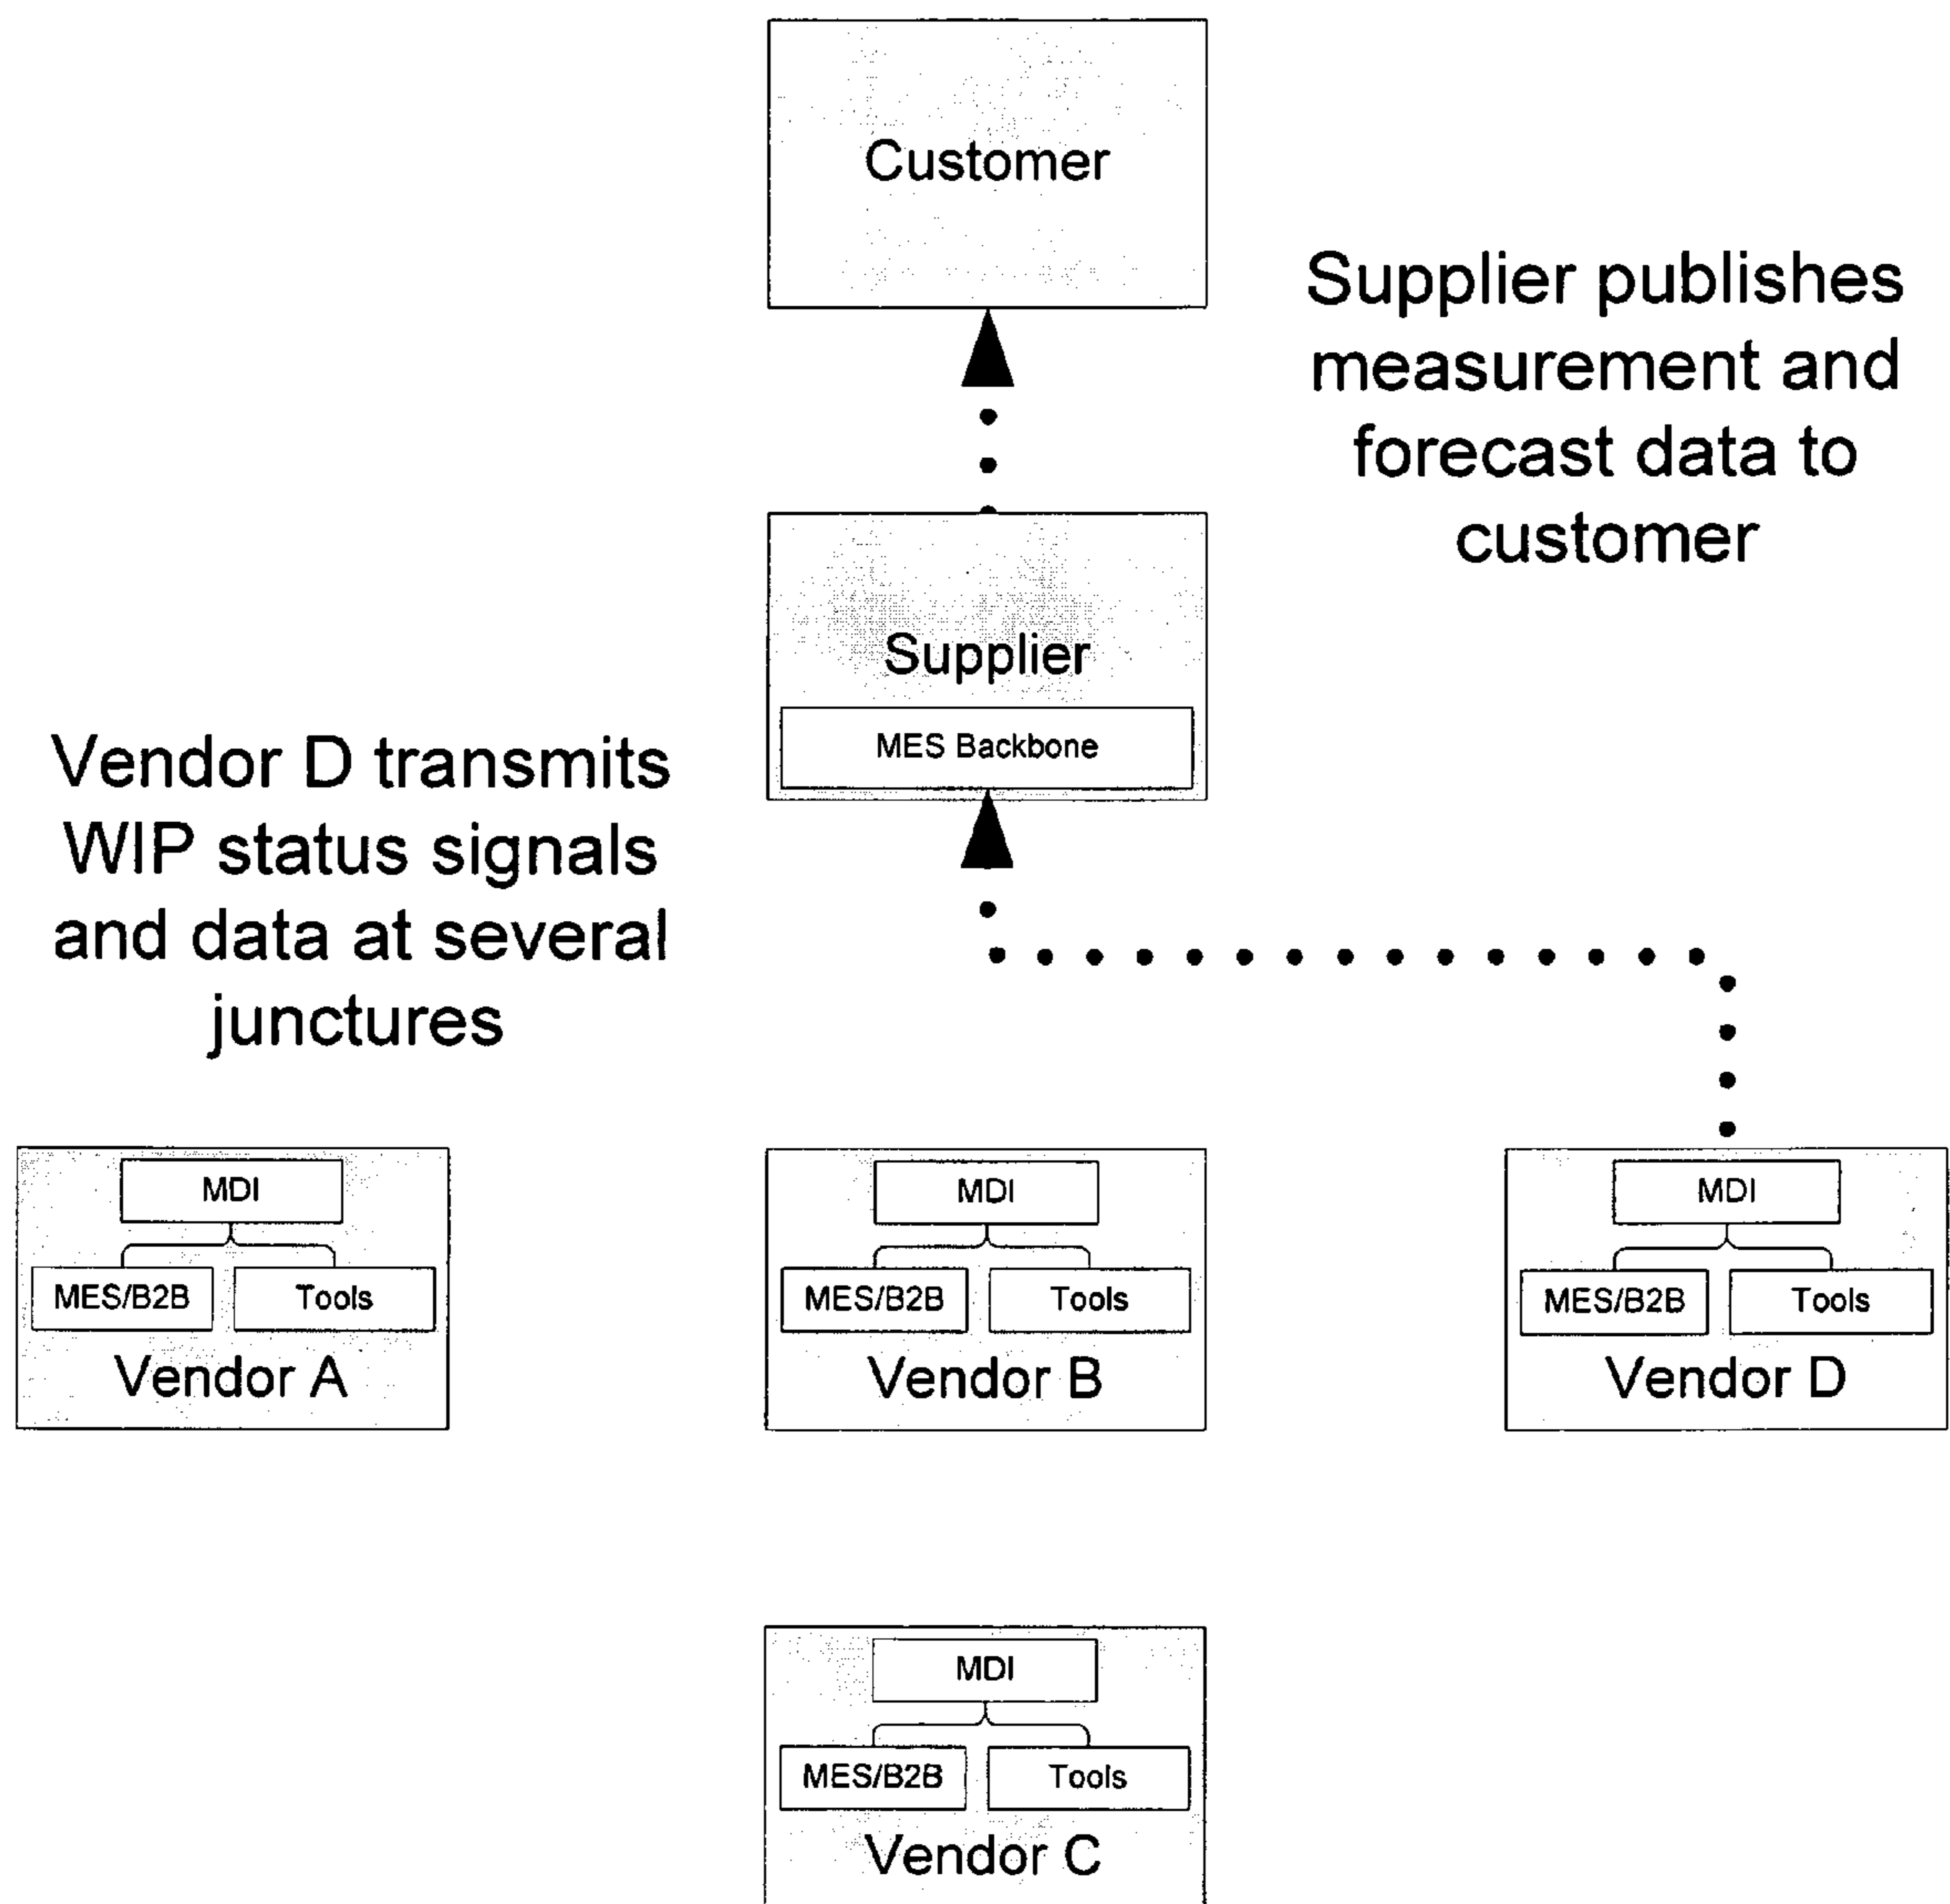 Customer
Supplier publishes
measurement and
forecast data to
customer
Supplier
MES Backbone
Vendor D transmits
WIP status signals
and data at several
junctures
MDI
MES/B2B
Tools
Vendor A
MDI
MES/B2B
Tools
Vendor B
MDI
MES/B2B
Tools
Vendor D
MDI
MES/B2B
Tools
Vendor C